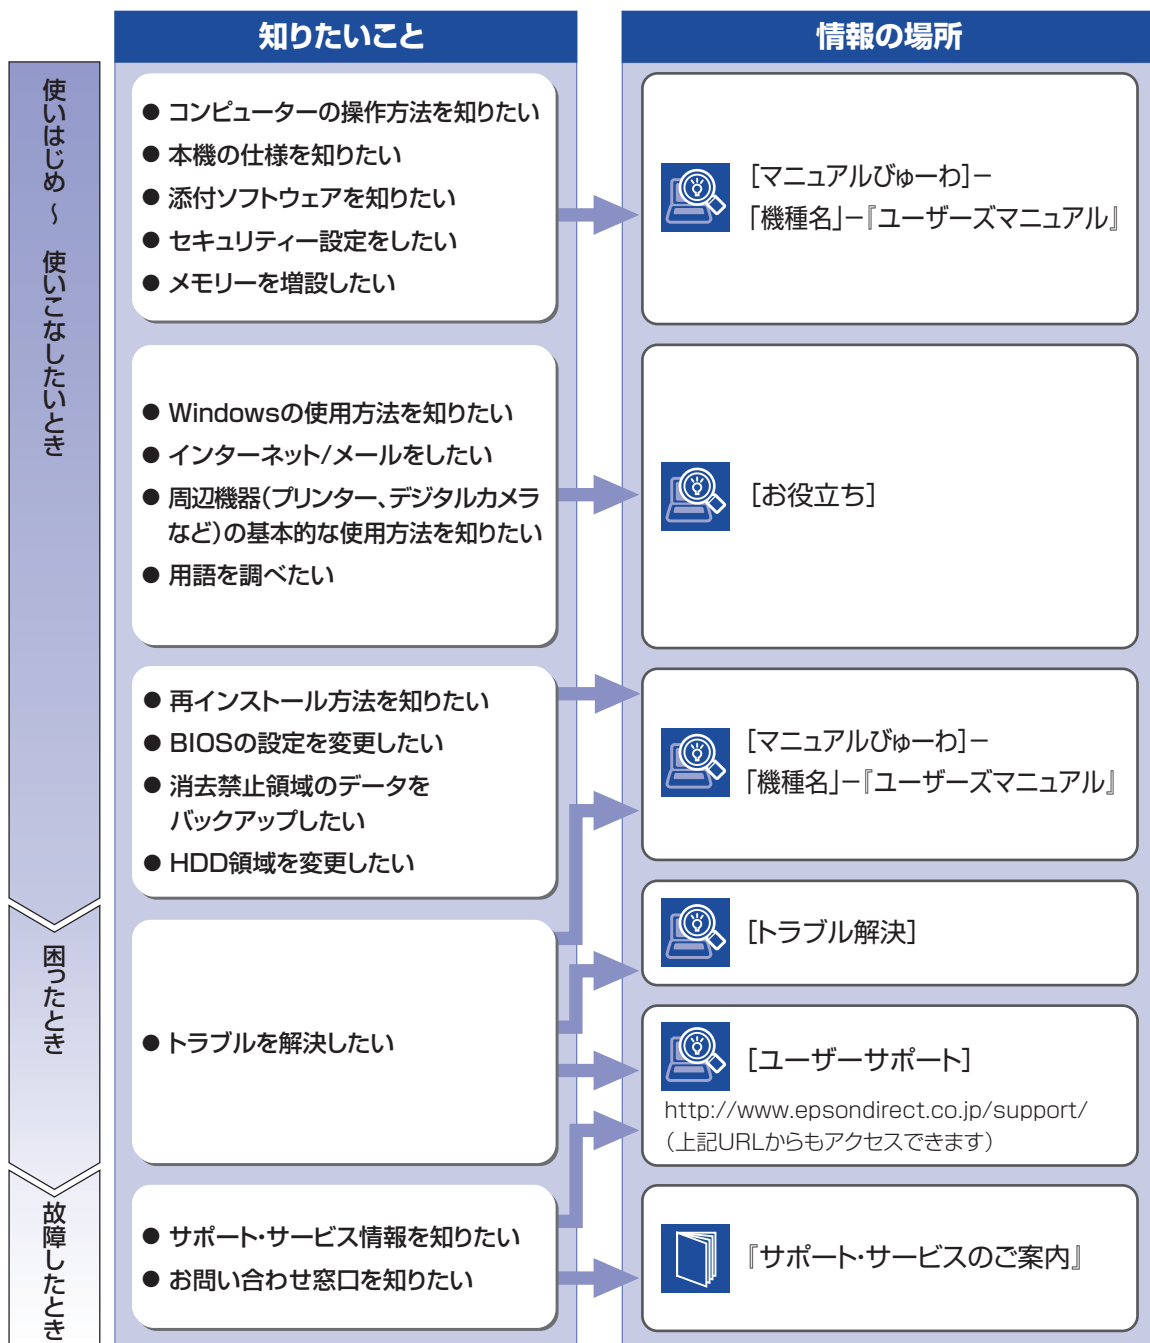 知りたいこと
情報の場所
使いはじめ ~ 使いこなしたいとき
● コンピューターの操作方法を知りたい
● 本機の仕様を知りたい
● 添付ソフトウェアを知りたい
● セキュリティー設定をしたい
● メモリーを増設したい
[マニュアルびゅーわ]－
「機種名」－『ユーザーズマニュアル』
● Windowsの使用方法を知りたい
● インターネット/メールをしたい
● 周辺機器(プリンター、デジタルカメラ
など)の基本的な使用方法を知りたい
● 用語を調べたい
[お役立ち]
● 再インストール方法を知りたい
● BIOSの設定を変更したい
● 消去禁止領域のデータを
バックアップしたい
● HDD領域を変更したい
[マニュアルびゅーわ]－
「機種名」－『ユーザーズマニュアル』
困ったとき
● トラブルを解決したい
[トラブル解決]
[ユーザーサポート]
http://www.epsondirect.co.jp/support/
(上記URLからもアクセスできます)
故障したとき
● サポート・サービス情報を知りたい
● お問い合わせ窓口を知りたい
『サポート・サービスのご案内』